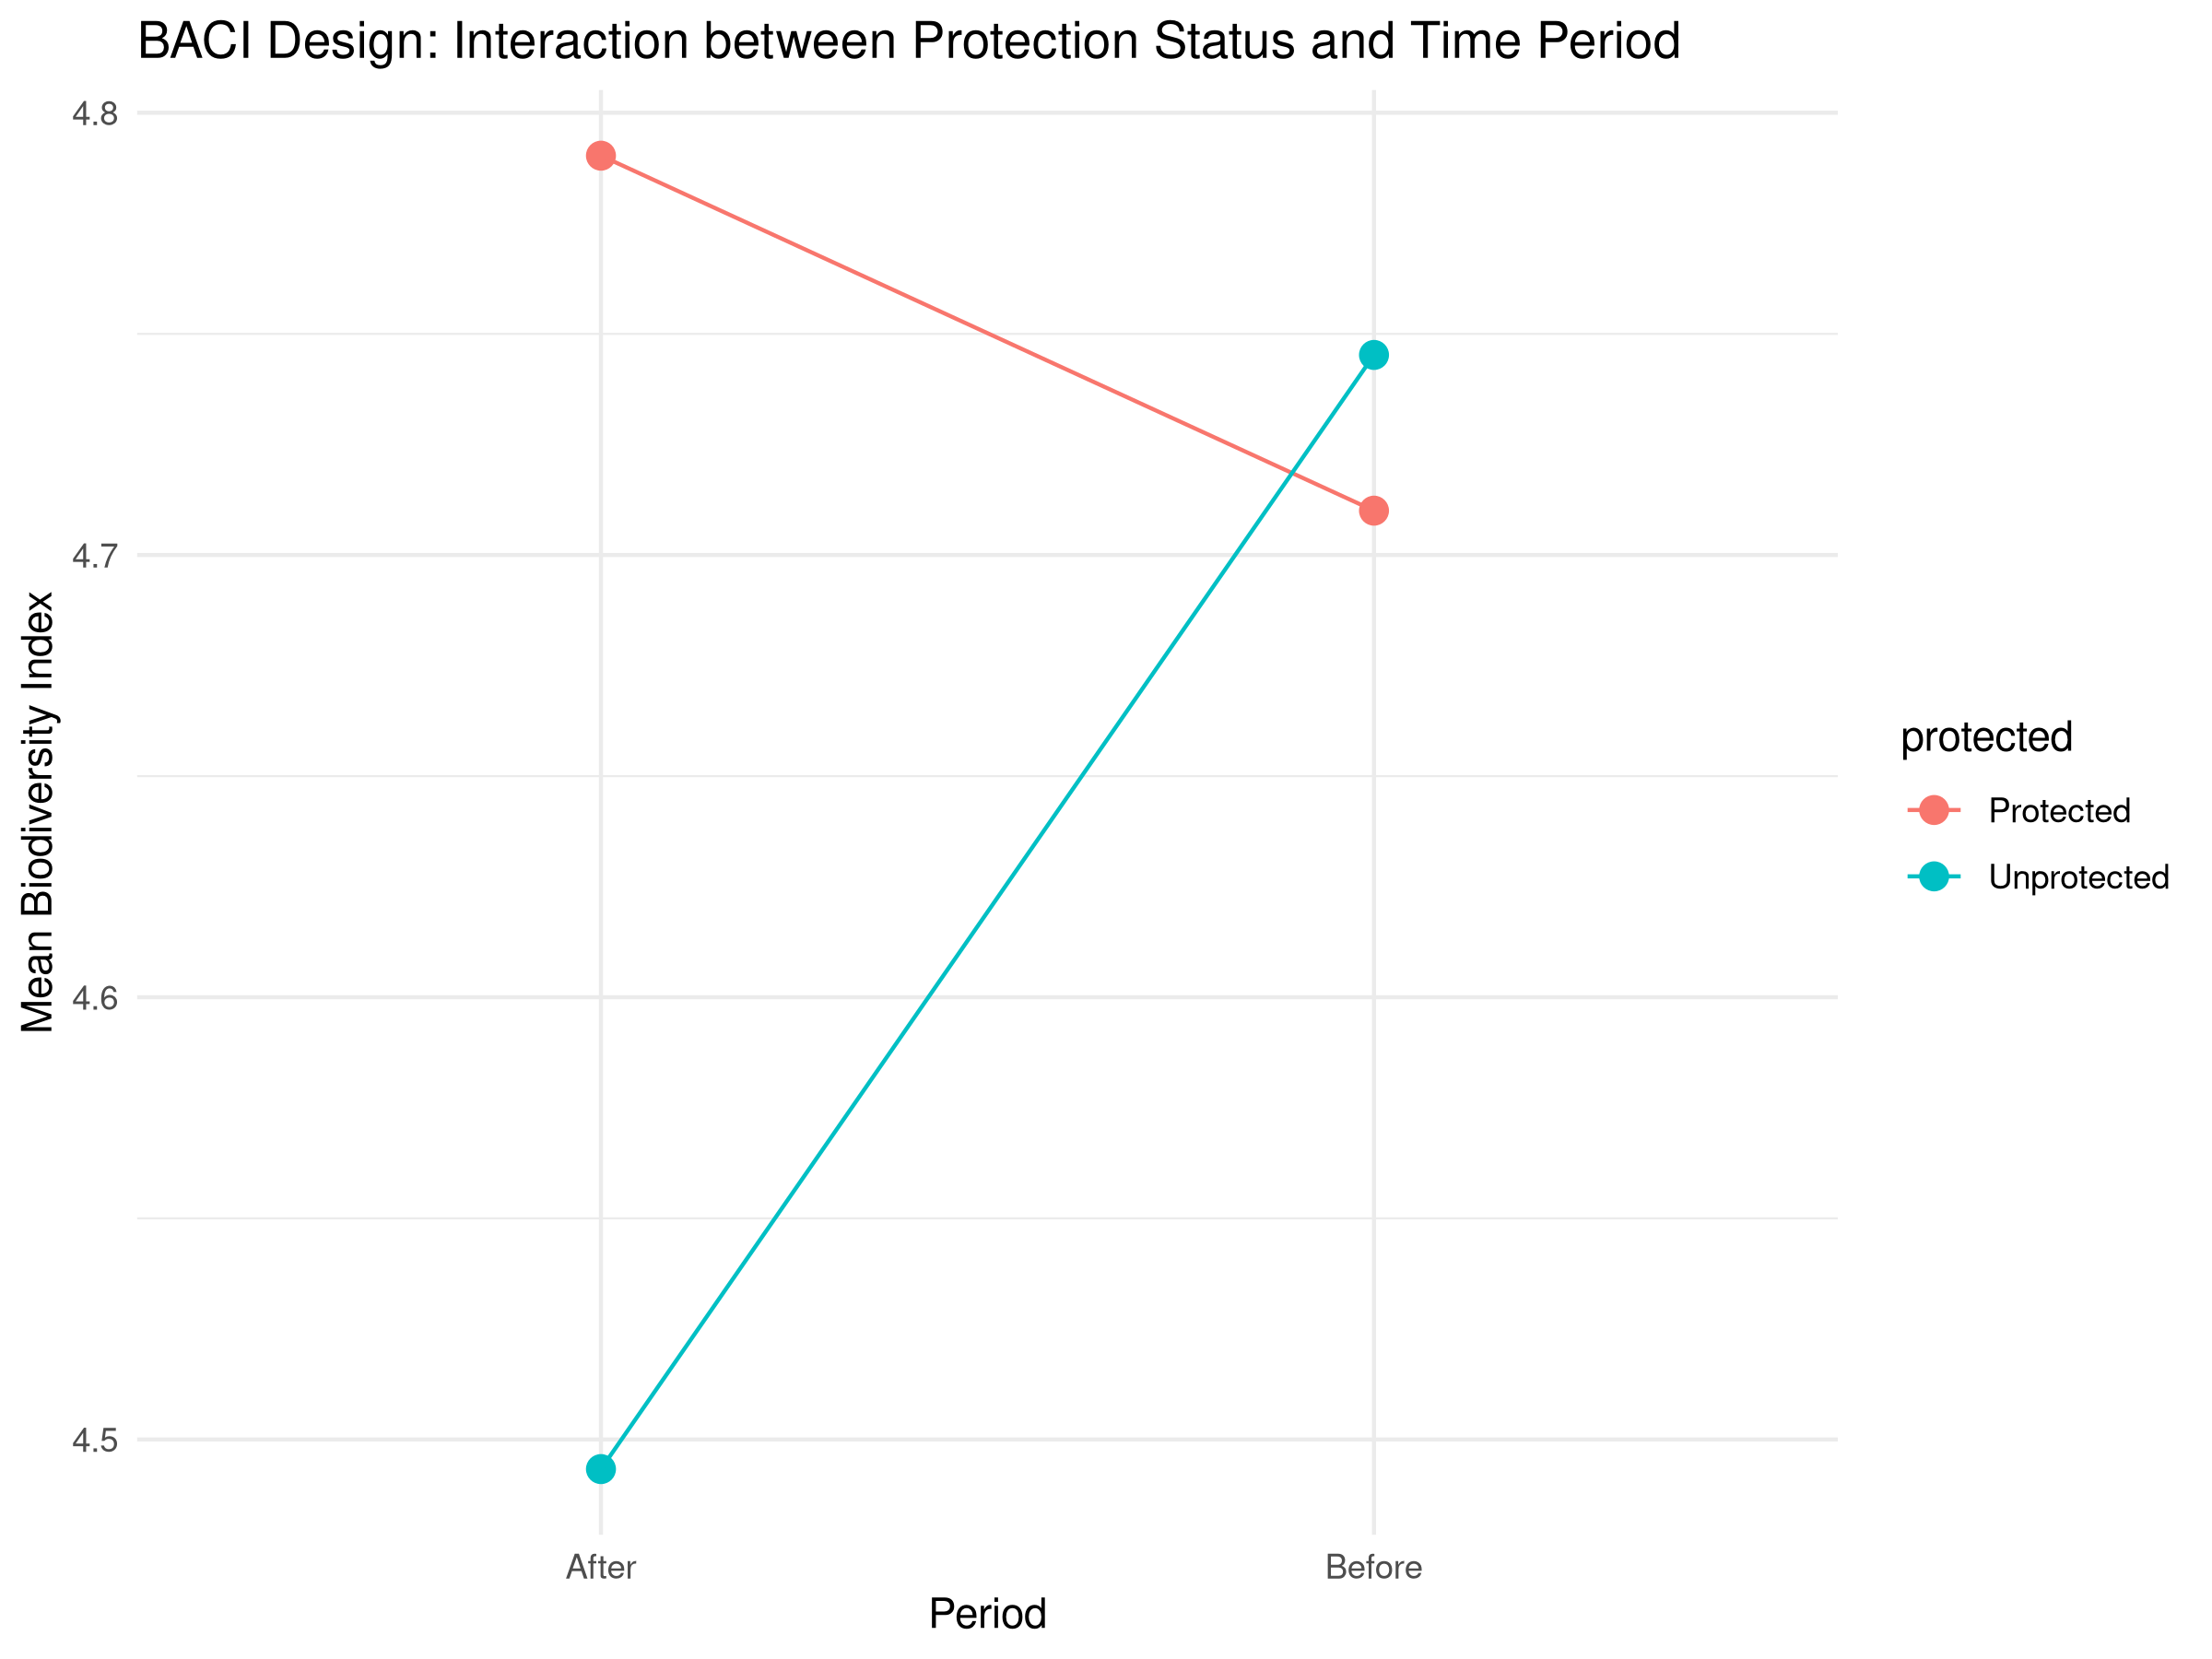 BACI Design: Interaction between Protection Status and Time Period
4.8
4.7
4.6
4.5
Mean Biodiversity Index
After
Before
Period
protected
Protected
Unprotected